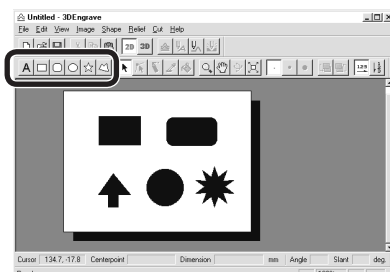 Untitled - 3DEngrave
File Edit View Image Shape Relief Cut Help
2D 3D
A
Cursor 134.7, -17.8 Centerpoint Dimension mm Angle Slant deg.